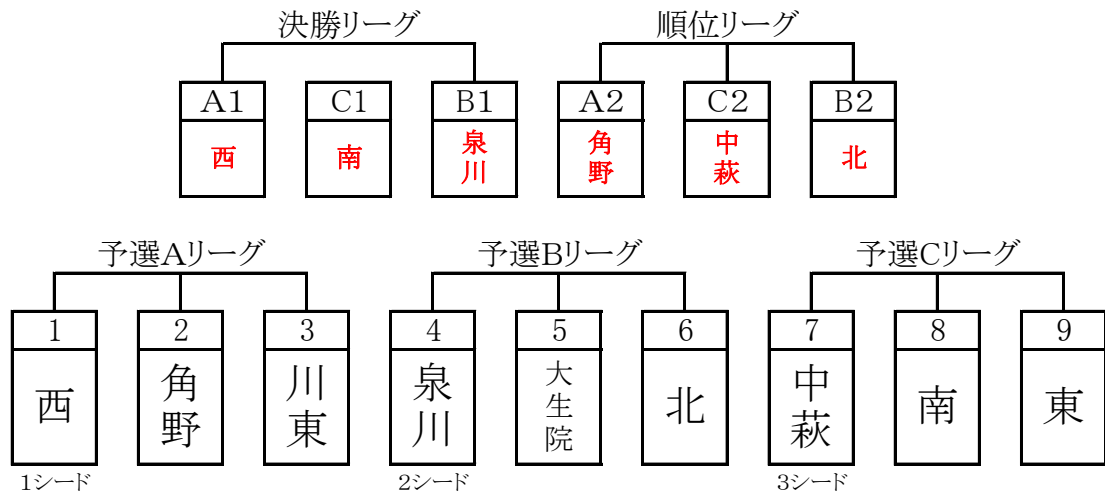 決勝リーグ 順位リーグ
A1 C1 B1 A2 C2 B2
西 南 泉川 角野 中萩 北
予選Aリーグ 予選Bリーグ 予選Cリーグ
1 2 3 4 5 6 7 8 9
西 角野 川東 泉川 大生院 北 中萩 南 東
1シード 2シード 3シード